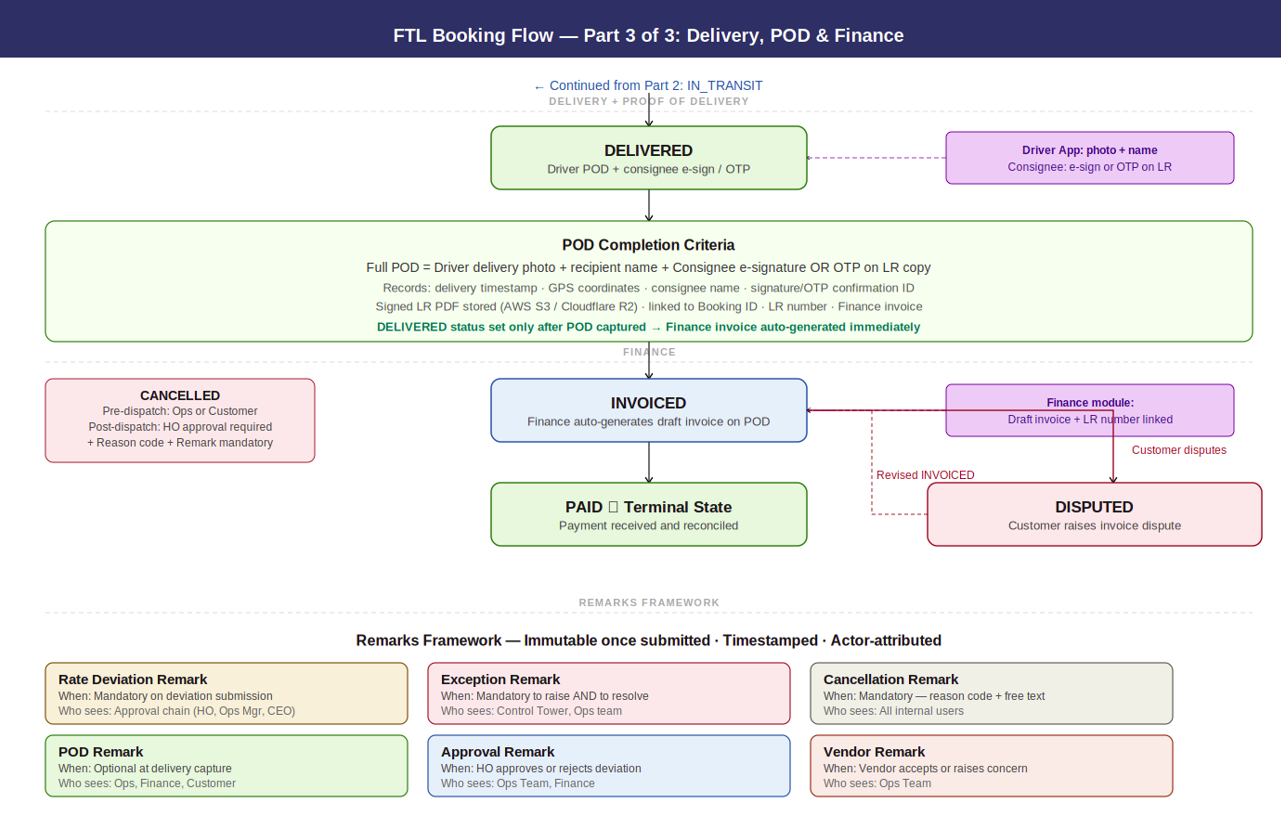 FTL Booking Flow — Part 3 of 3: Delivery, POD & Finance
← Continued from Part 2: IN_TRANSIT
DELIVERY + PROOF OF DELIVERY
DELIVERED
Driver POD + consignee e-sign / OTP
Driver App: photo + name
Consignee: e-sign or OTP on LR
POD Completion Criteria
Full POD = Driver delivery photo + recipient name + Consignee e-signature OR OTP on LR copy
Records: delivery timestamp · GPS coordinates · consignee name · signature/OTP confirmation ID
Signed LR PDF stored (AWS S3 / Cloudflare R2) · linked to Booking ID · LR number · Finance invoice
DELIVERED status set only after POD captured → Finance invoice auto-generated immediately
FINANCE
CANCELLED
Pre-dispatch: Ops or Customer
Post-dispatch: HO approval required
+ Reason code + Remark mandatory
INVOICED
Finance auto-generates draft invoice on POD
Finance module:
Draft invoice + LR number linked
Customer disputes
Revised INVOICED
PAID  Terminal State
Payment received and reconciled
DISPUTED
Customer raises invoice dispute
REMARKS FRAMEWORK
Remarks Framework — Immutable once submitted · Timestamped · Actor-attributed
Rate Deviation Remark
When: Mandatory on deviation submission
Who sees: Approval chain (HO, Ops Mgr, CEO)
Exception Remark
When: Mandatory to raise AND to resolve
Who sees: Control Tower, Ops team
Cancellation Remark
When: Mandatory — reason code + free text
Who sees: All internal users
POD Remark
When: Optional at delivery capture
Who sees: Ops, Finance, Customer
Approval Remark
When: HO approves or rejects deviation
Who sees: Ops Team, Finance
Vendor Remark
When: Vendor accepts or raises concern
Who sees: Ops Team